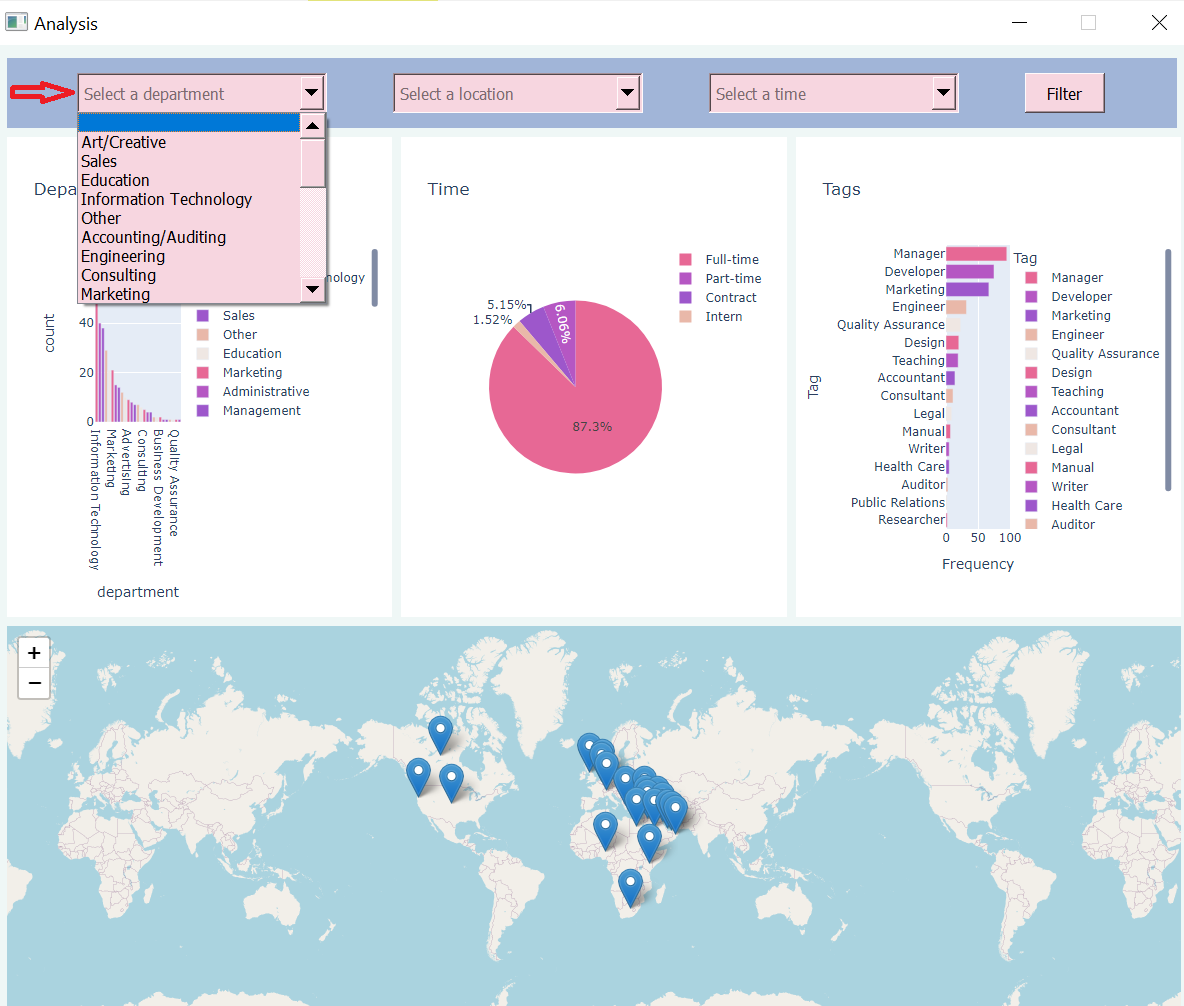 Analysis
Select a department
Select a location
Select a time
Filter
Art/Creative
Sales
Education
Information Technology
Other
Accounting/Auditing
Engineering
Consulting
Marketing
Depa
nology
count
40
20
0
Information Technology
Marketing
Advertising
Consulting
Business Development
Quality Assurance
department
Sales
Other
Education
Marketing
Administrative
Management
Time
5.15%
1.52%
6.06%
87.3%
Full-time
Part-time
Contract
Intern
Tags
Tag
Manager
Developer
Marketing
Engineer
Quality Assurance
Design
Teaching
Accountant
Consultant
Legal
Manual
Writer
Health Care
Auditor
Public Relations
Researcher
0 50 100
Frequency
Tag
Manager
Developer
Marketing
Engineer
Quality Assurance
Design
Teaching
Accountant
Consultant
Legal
Manual
Writer
Health Care
Auditor
+
−